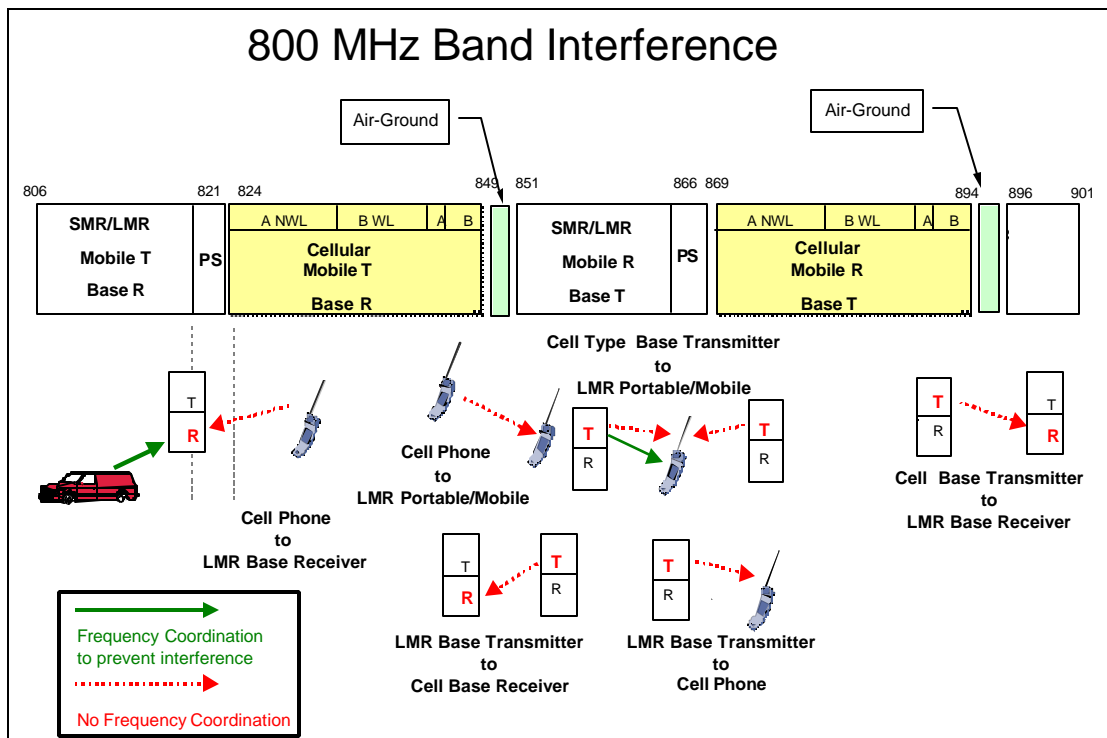 800 MHz Band Interference
Air-Ground
Air-Ground
806
821
824
849
851
866
869
894
896
901
SMR/LMR
Mobile T
Base R
PS
A NWL
B WL
A
B
Cellular
Mobile T
Base R
SMR/LMR
Mobile R
Base T
PS
A NWL
B WL
A
B
Cellular
Mobile R
Base T
Cell Type Base Transmitter
to
LMR Portable/Mobile
T
R
Cell Phone
to
LMR Base Receiver
Cell Phone
to
LMR Portable/Mobile
T
R
T
R
T
R
T
R
Cell Base Transmitter
to
LMR Base Receiver
T
R
T
R
LMR Base Transmitter
to
Cell Base Receiver
T
R
LMR Base Transmitter
to
Cell Phone
Frequency Coordination
to prevent interference
No Frequency Coordination